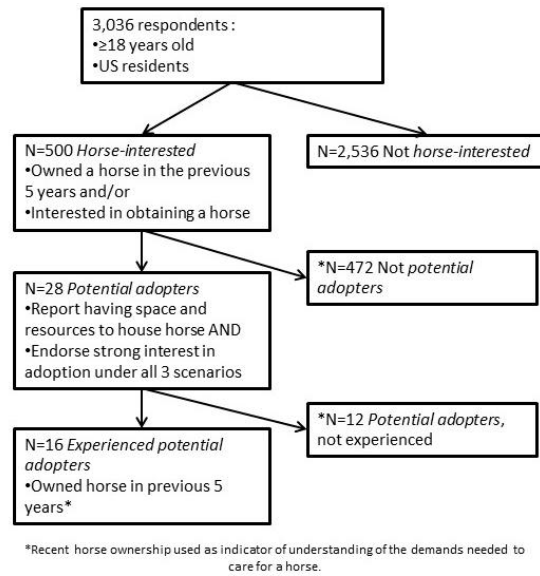 3,036 respondents :
•≥18 years old
•US residents
N=500 Horse-interested
•Owned a horse in the previous
5 years and/or
•Interested in obtaining a horse
N=2,536 Not horse-interested
*N=472 Not potential
adopters
N=28 Potential adopters
•Report having space and
resources to house horse AND
•Endorse strong interest in
adoption under all 3 scenarios
*N=12 Potential adopters,
not experienced
N=16 Experienced potential
adopters
•Owned horse in previous 5
years*
*Recent horse ownership used as indicator of understanding of the demands needed to
care for a horse.